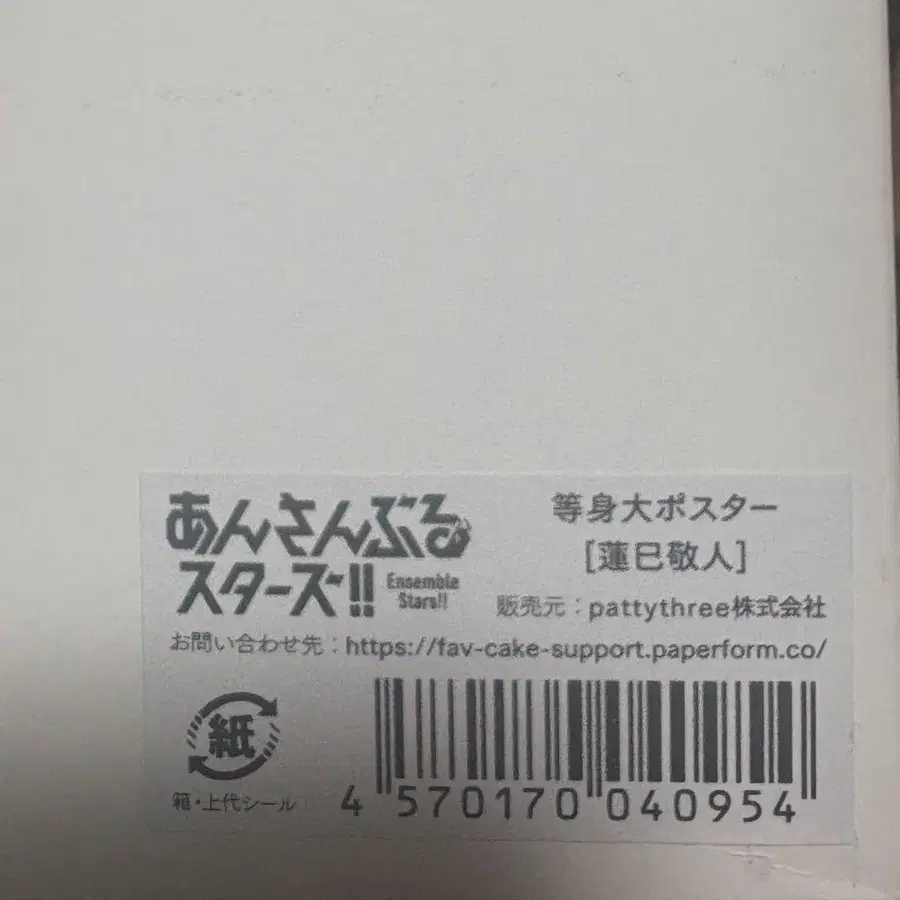 あんさんぶる
スターズ!!
Ensemble
Stars!!
等身大ポスター
[蓮巳敬人]
販売元：pattythree株式会社
お問い合わせ先：https://fav-cake-support.paperform.co/
紙
箱・上代シール
4 570170 040954